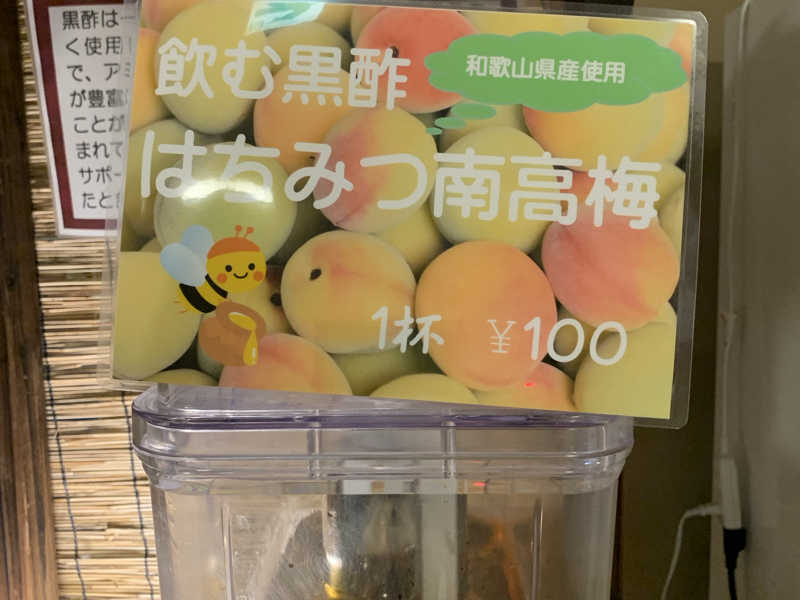 飲む黒酢
和歌山県産使用
はちみつ南高梅
1杯 ¥100
黒酢は
く使用
で、ア
が豊富
ことが
まれて
サポー
たと